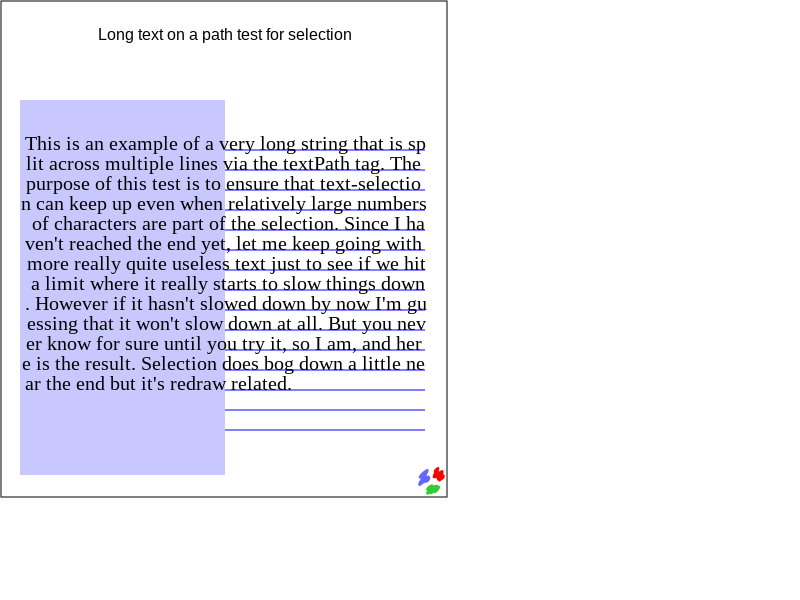 Long text on a path test for selection
This is an example of a very long string that is sp
lit across multiple lines via the textPath tag. The
purpose of this test is to ensure that text-selectio
n can keep up even when relatively large numbers
of characters are part of the selection. Since I ha
ven't reached the end yet, let me keep going with
more really quite useless text just to see if we hit
a limit where it really starts to slow things down
. However if it hasn't slowed down by now I'm gu
essing that it won't slow down at all. But you nev
er know for sure until you try it, so I am, and her
e is the result. Selection does bog down a little ne
ar the end but it's redraw related.